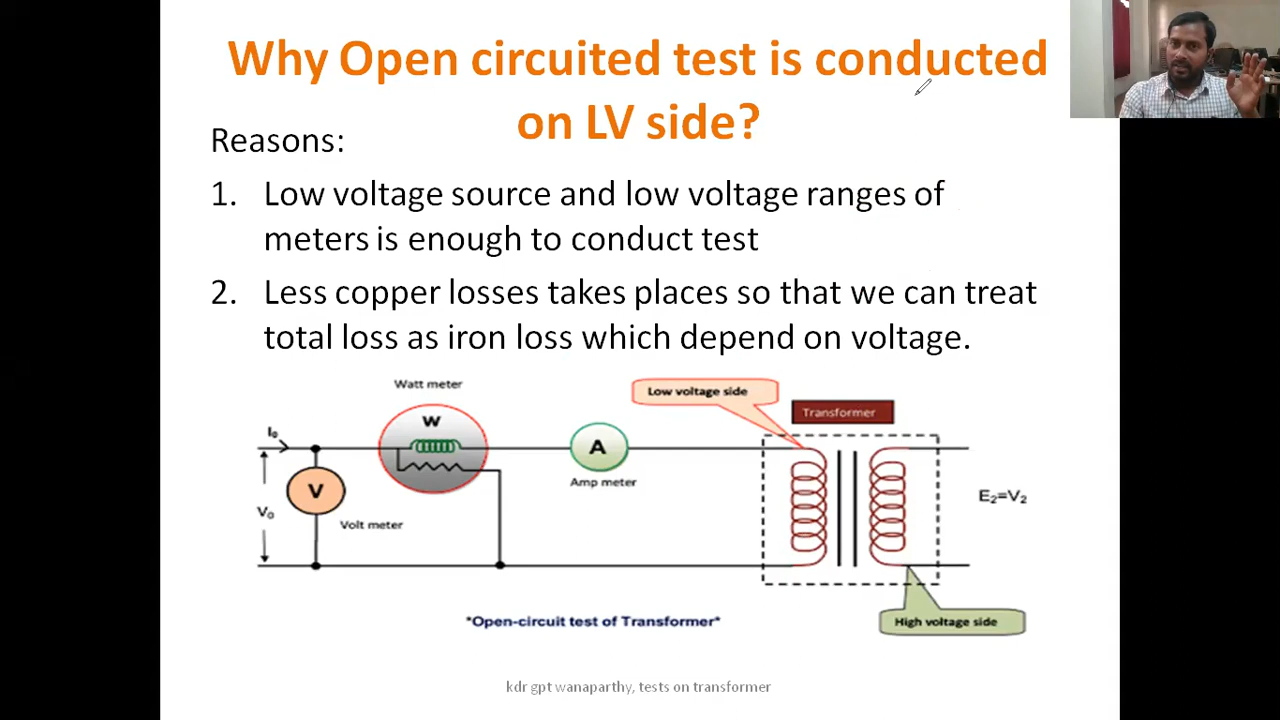 Why Open circuited test is conducted
on LV side?
Reasons:
1. Low voltage source and low voltage ranges of
meters is enough to conduct test
2. Less copper losses takes places so that we can treat
total loss as iron loss which depend on voltage.
Watt meter
Low voltage side
Transformer
W
I₀
A
Amp meter
V
V₀
Volt meter
E₂=V₂
"Open-circuit test of Transformer"
High voltage side
kdr gpt wanaparthy, tests on transformer